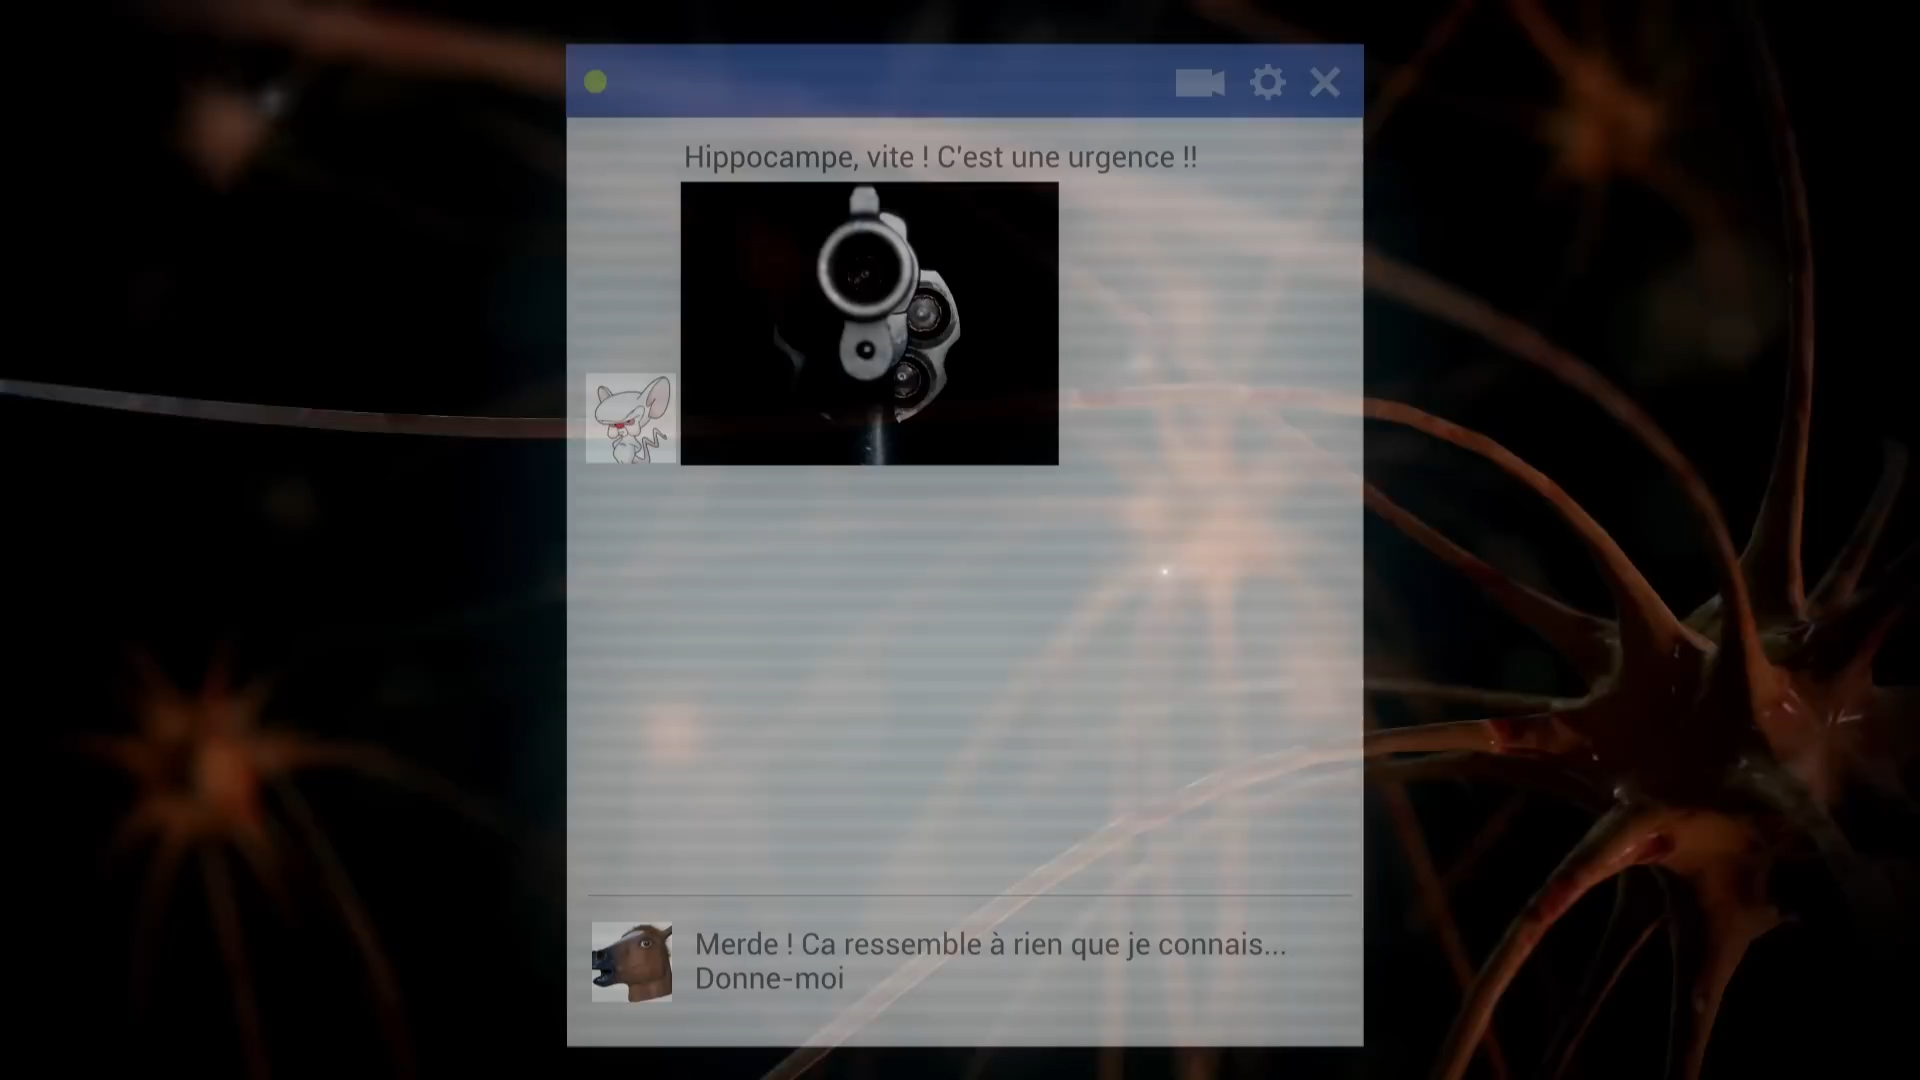 Hippocampe, vite ! C'est une urgence !!
Merde ! Ca ressemble à rien que je connais...
Donne-moi